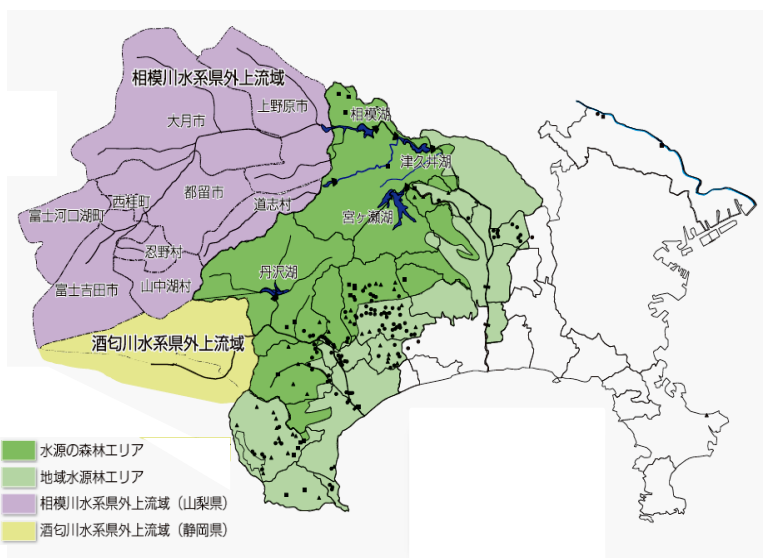 相模川水系県外上流域
上野原市
大月市
相模湖
津久井湖
都留市
西桂町
道志村
富士河口湖町
宮ヶ瀬湖
忍野村
丹沢湖
山中湖村
富士吉田市
酒匂川水系県外上流域
水源の森林エリア
地域水源林エリア
相模川水系県外上流域（山梨県）
酒匂川水系県外上流域（静岡県）